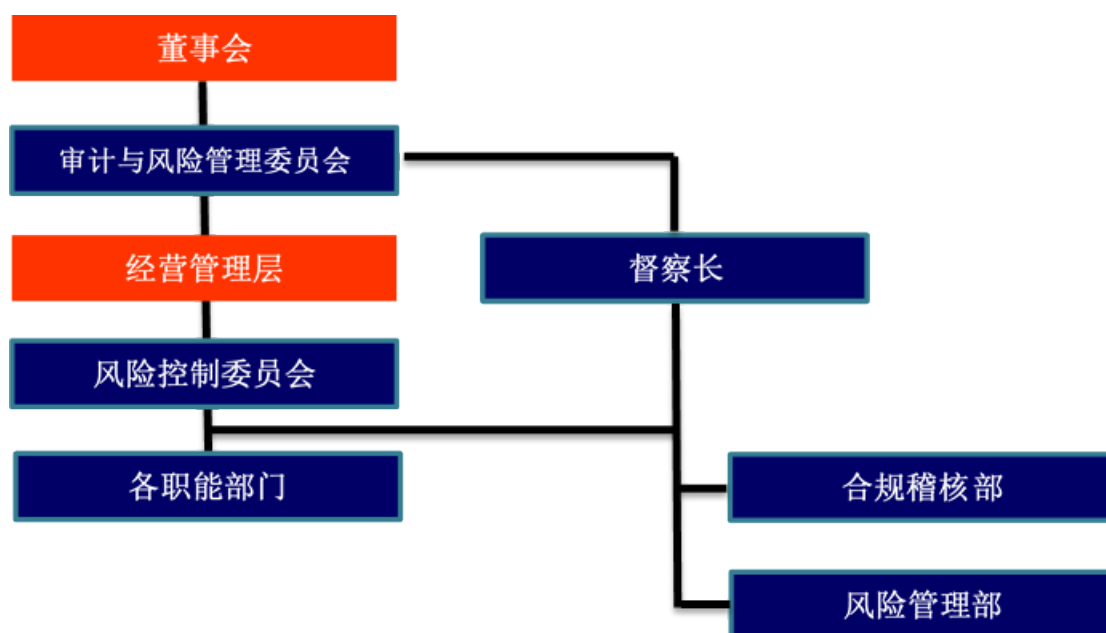 董事会
审计与风险管理委员会
经营管理层
督察长
风险控制委员会
各职能部门
合规稽核部
风险管理部